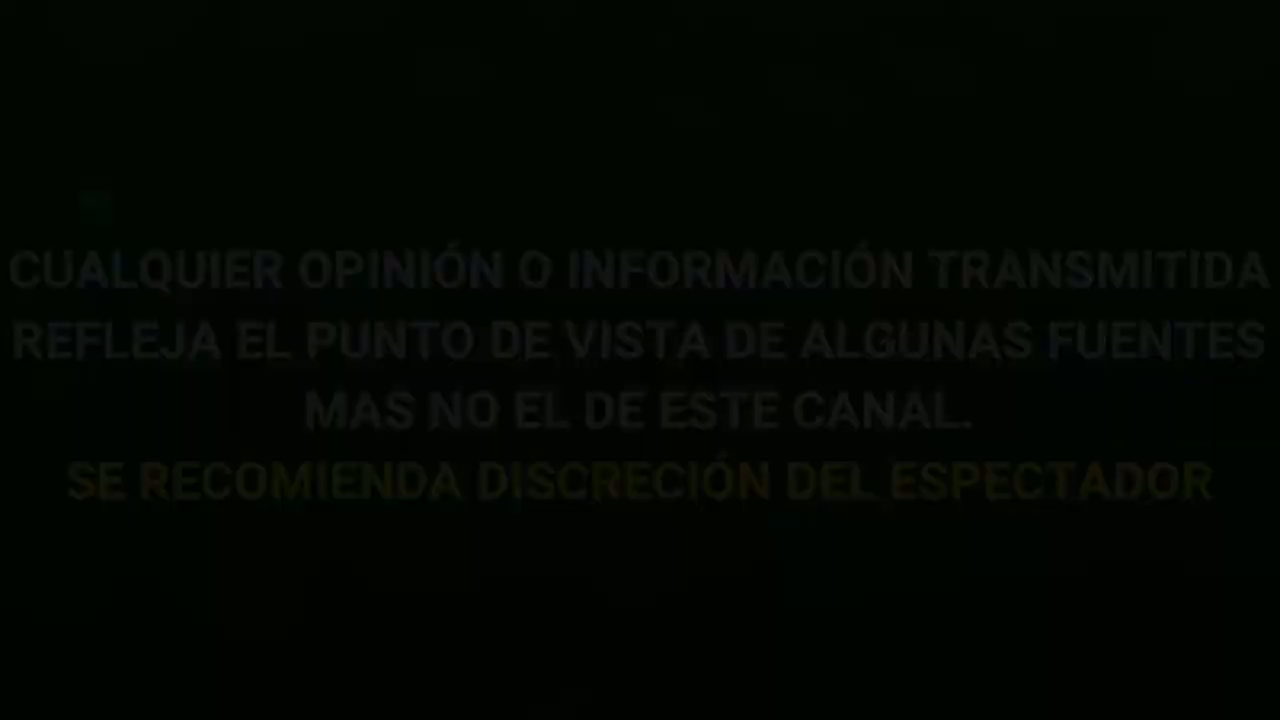 CUALQUIER OPINIÓN O INFORMACIÓN TRANSMITIDA
REFLEJA EL PUNTO DE VISTA DE ALGUNAS FUENTES
MAS NO EL DE ESTE CANAL.
SE RECOMIENDA DISCRECIÓN DEL ESPECTADOR